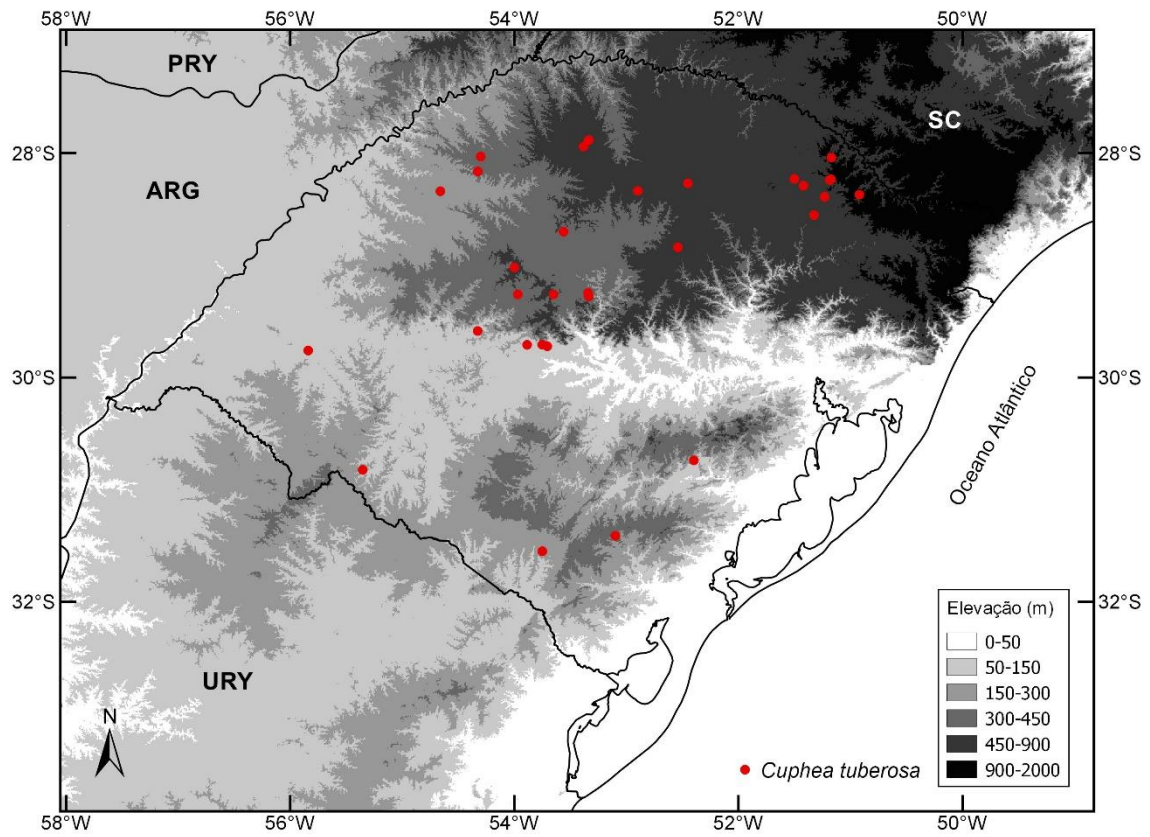 58°W 56°W 54°W 52°W 50°W
PRY
SC
28°S 28°S
ARG
30°S 30°S
Oceano Atlântico
32°S 32°S
URY
N
Elevação (m)
0-50
50-150
150-300
300-450
450-900
900-2000
Cuphea tuberosa
58°W 56°W 54°W 52°W 50°W